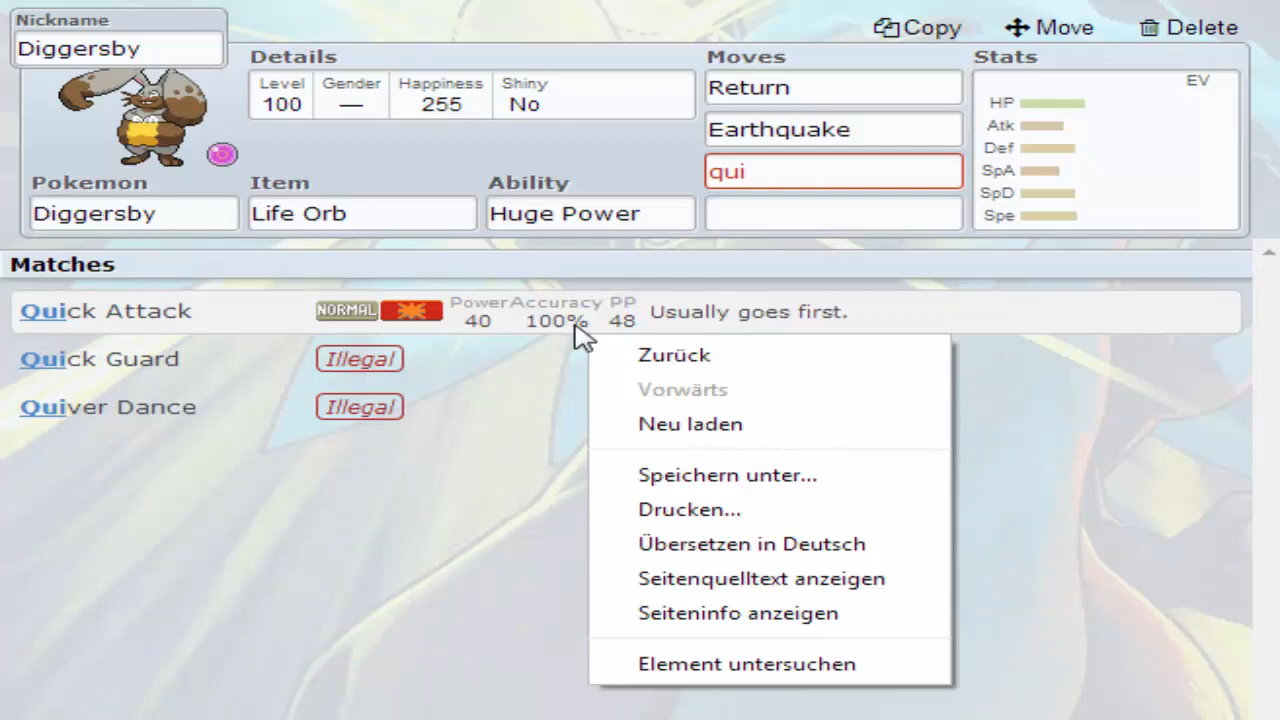 Nickname
Diggersby
Copy Move Delete
Details Moves Stats
Level Gender Happiness Shiny
100 — 255 No
Return
EV
HP
Earthquake
Atk
Def
qui
SpA
SpD
Spe
Pokemon Item Ability
Diggersby Life Orb Huge Power
Matches
Quick Attack NORMAL Power Accuracy PP Usually goes first.
40 100% 48
Quick Guard Illegal
Quiver Dance Illegal
Zurück
Vorwärts
Neu laden
Speichern unter...
Drucken...
Übersetzen in Deutsch
Seitenquelltext anzeigen
Seiteninfo anzeigen
Element untersuchen